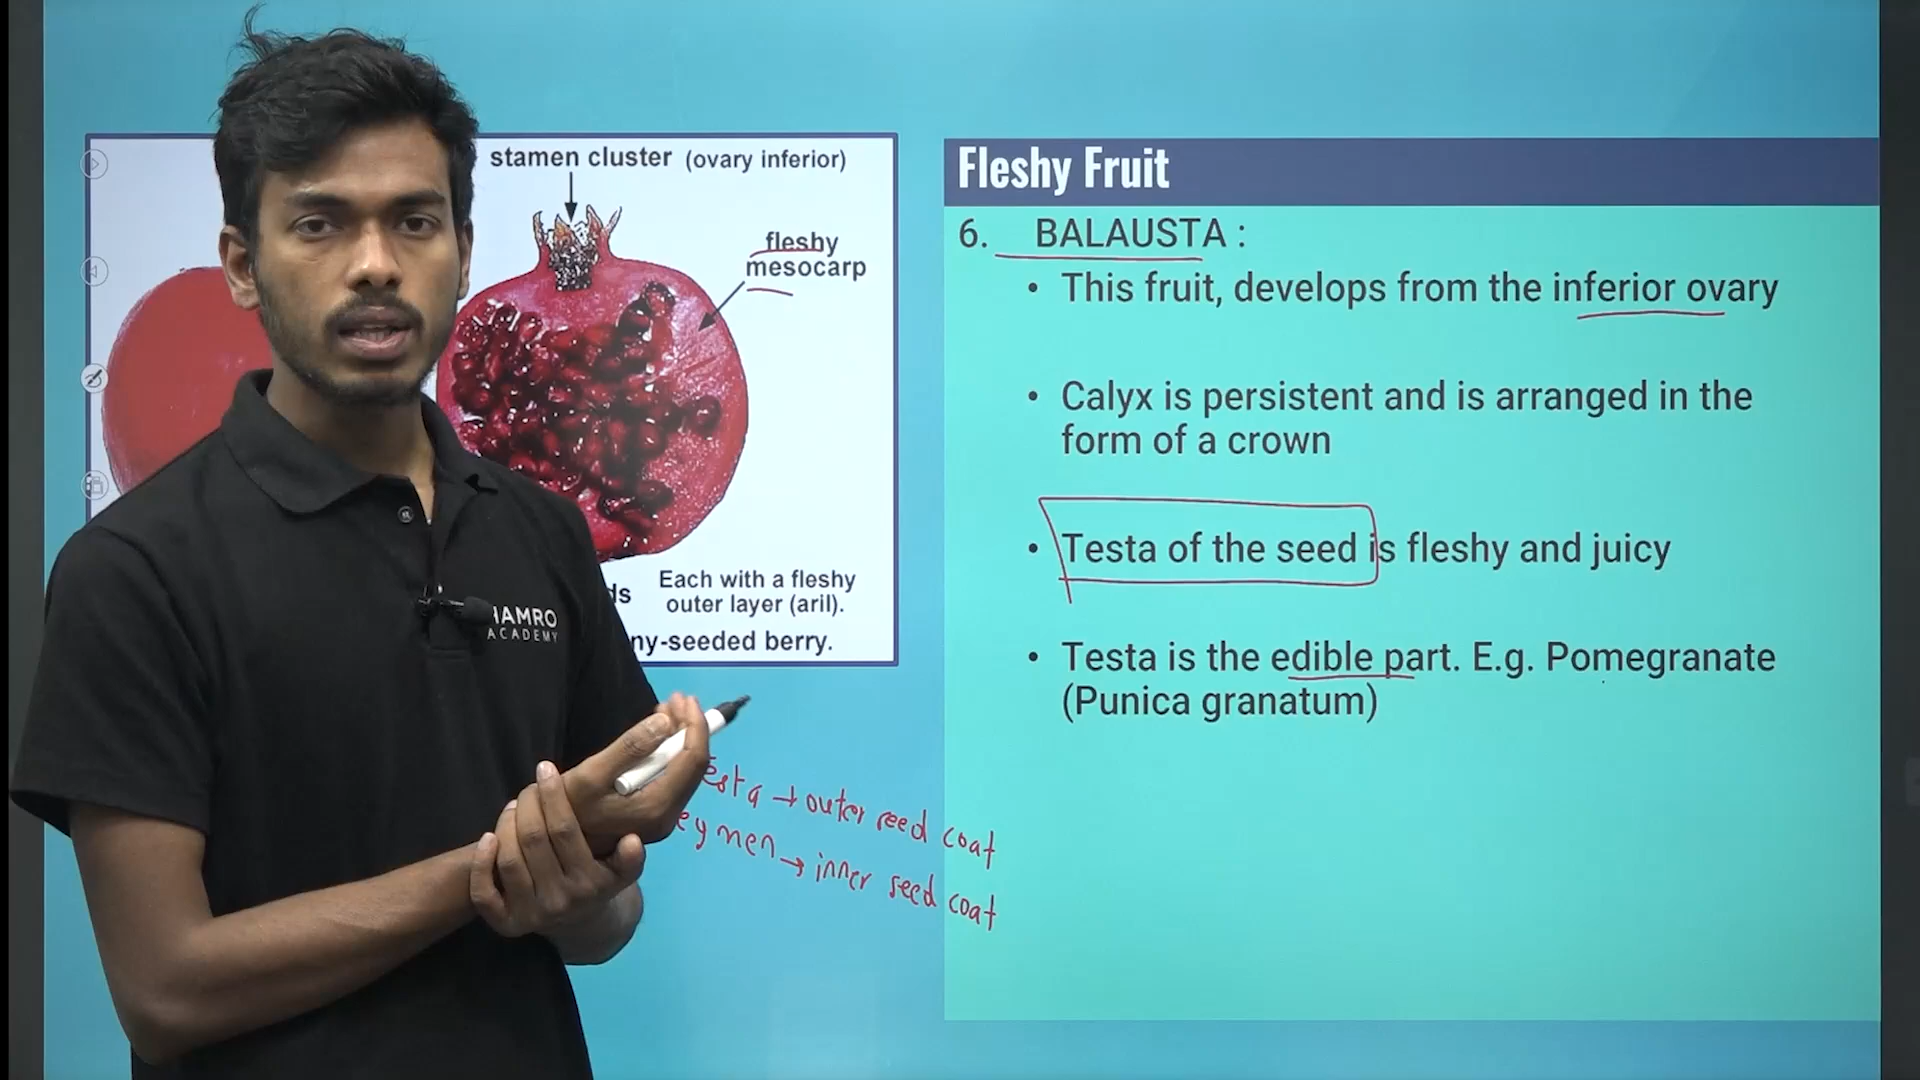 stamen cluster (ovary inferior)
fleshy
mesocarp
Each with a fleshy
outer layer (aril).
ny-seeded berry.
HAMRO
ACADEMY
Fleshy Fruit
6. BALAUSTA :
• This fruit, develops from the inferior ovary
• Calyx is persistent and is arranged in the
form of a crown
• Testa of the seed is fleshy and juicy
• Testa is the edible part. E.g. Pomegranate
(Punica granatum)
esta → outer seed coat
egmen → inner seed coat